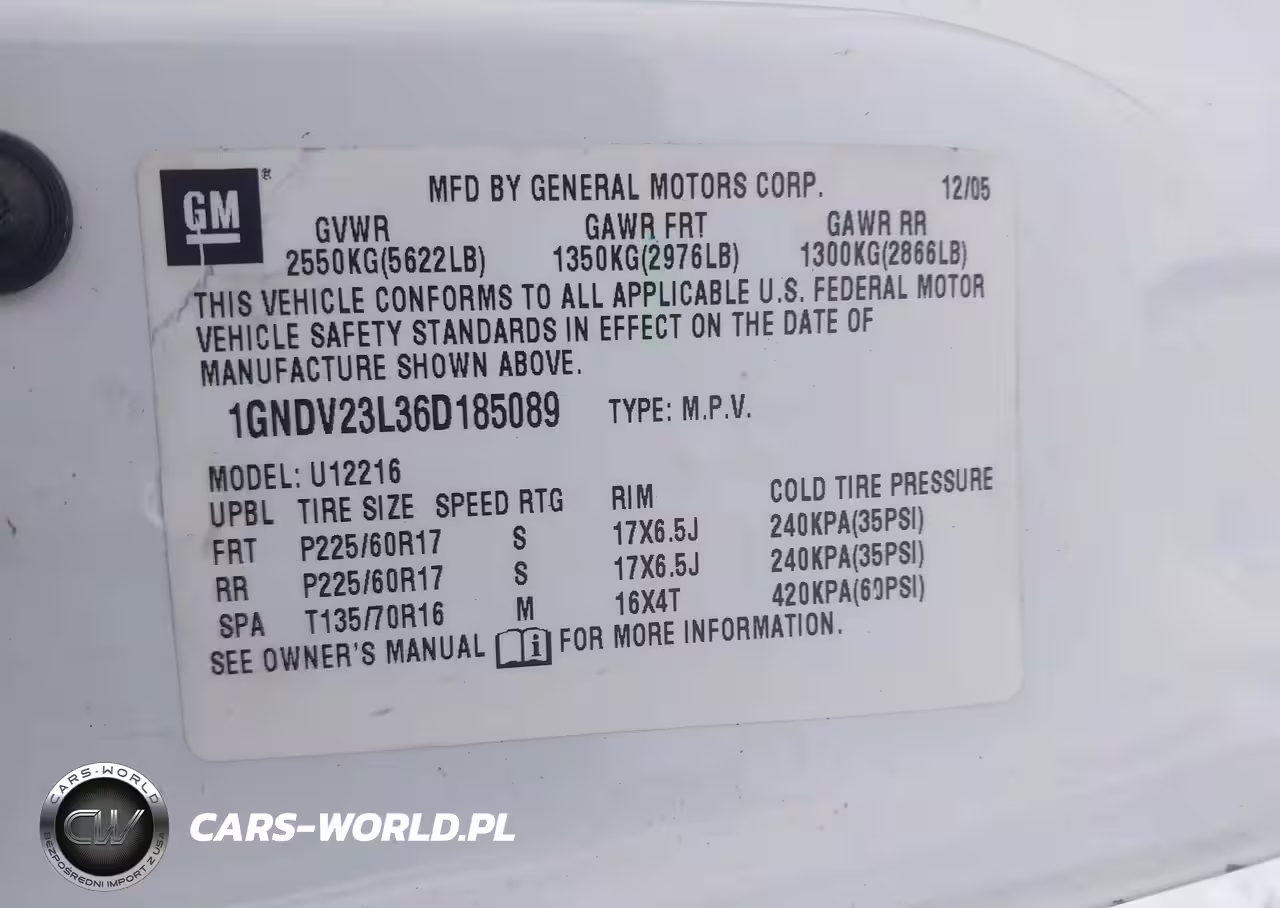 GM ®
MFD BY GENERAL MOTORS CORP. 12/05
GVWR GAWR FRT GAWR RR
2550KG(5622LB) 1350KG(2976LB) 1300KG(2866LB)
THIS VEHICLE CONFORMS TO ALL APPLICABLE U.S. FEDERAL MOTOR
VEHICLE SAFETY STANDARDS IN EFFECT ON THE DATE OF
MANUFACTURE SHOWN ABOVE.
1GNDV23L36D185089 TYPE: M.P.V.
MODEL: U12216
UPBL TIRE SIZE SPEED RTG RIM COLD TIRE PRESSURE
FRT P225/60R17 S 17X6.5J 240KPA(35PSI)
RR P225/60R17 S 17X6.5J 240KPA(35PSI)
SPA T135/70R16 M 16X4T 420KPA(60PSI)
SEE OWNER'S MANUAL i FOR MORE INFORMATION.
CARS-WORLD
CW
BEZPOŚREDNI IMPORT Z USA
CARS-WORLD.PL